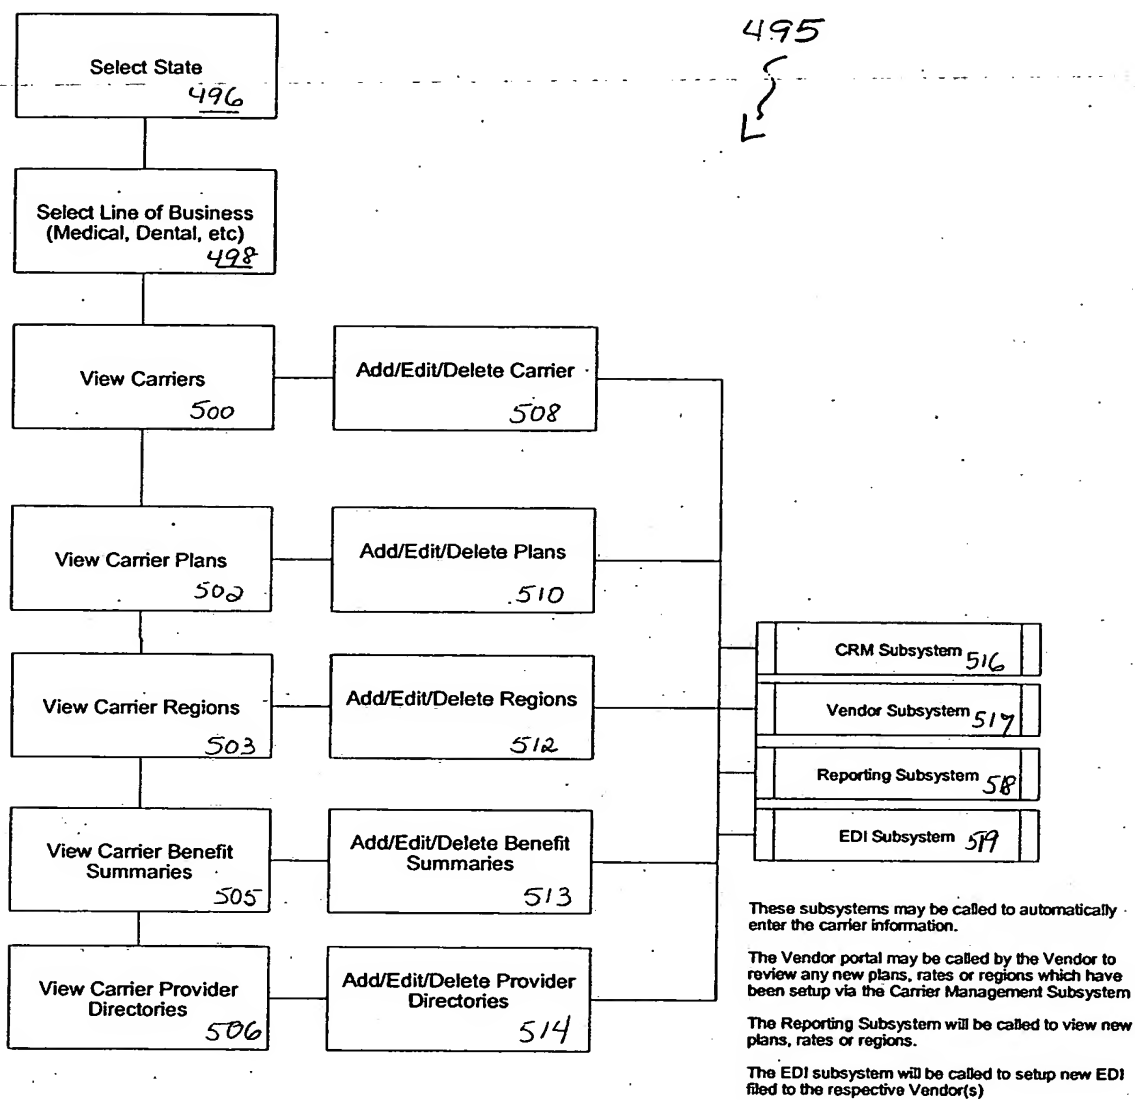 495
Select State
496
Select Line of Business
(Medical, Dental, etc)
498
View Carriers
500
Add/Edit/Delete Carrier
508
View Carrier Plans
502
Add/Edit/Delete Plans
510
View Carrier Regions
503
Add/Edit/Delete Regions
512
View Carrier Benefit
Summaries
505
Add/Edit/Delete Benefit
Summaries
513
View Carrier Provider
Directories
506
Add/Edit/Delete Provider
Directories
514
CRM Subsystem 516
Vendor Subsystem 517
Reporting Subsystem 518
EDI Subsystem 519
These subsystems may be called to automatically
enter the carrier information.
The Vendor portal may be called by the Vendor to
review any new plans, rates or regions which have
been setup via the Carrier Management Subsystem
The Reporting Subsystem will be called to view new
plans, rates or regions.
The EDI subsystem will be called to setup new EDI
filed to the respective Vendor(s)